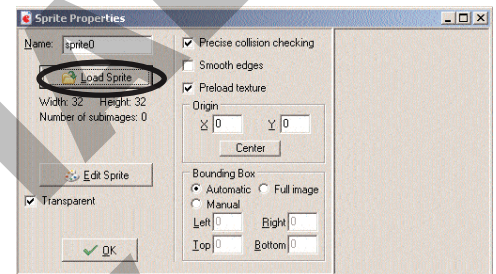 Sprite Properties
Name: sprite0
Load Sprite
Width: 32 Height: 32
Number of subimages: 0
Edit Sprite
Transparent
OK
Precise collision checking
Smooth edges
Preload texture
Origin
X 0 Y 0
Center
Bounding Box
Automatic Full image
Manual
Left 0 Right 0
Top 0 Bottom 0